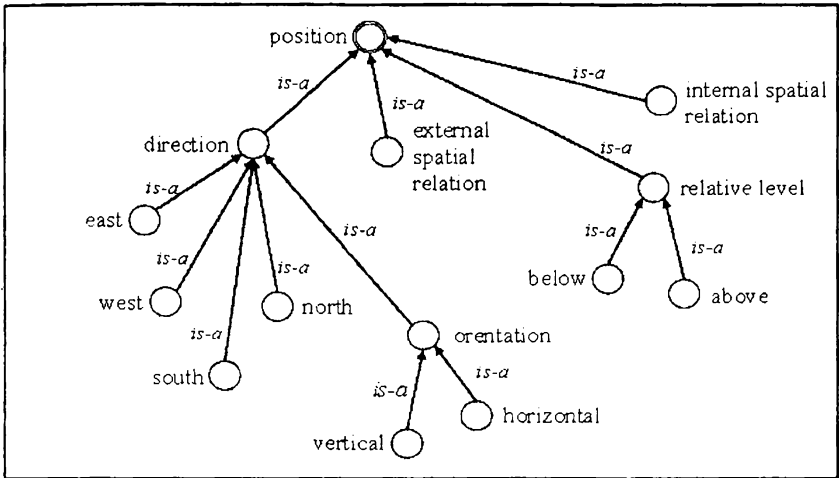 position
is-a
is-a
internal spatial
relation
is-a
external
spatial
relation
direction
is-a
relative level
is-a
east
is-a
is-a
is-a
is-a
is-a
west
north
below
above
is-a
orentation
south
is-a
is-a
horizontal
vertical